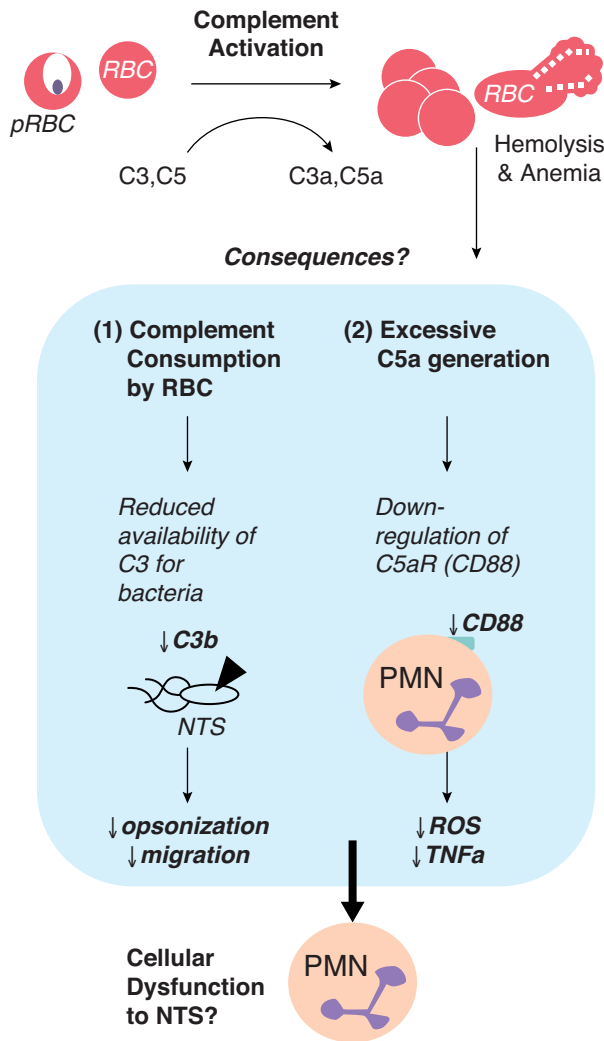 Complement
Activation
RBC
pRBC
RBC
C3,C5
C3a,C5a
Hemolysis
& Anemia
Consequences?
(1) Complement
Consumption
by RBC
(2) Excessive
C5a generation
Reduced
availability of
C3 for
bacteria
Down-
regulation of
C5aR (CD88)
↓C3b
NTS
↓CD88
PMN
↓opsonization
↓migration
↓ROS
↓TNFa
Cellular
Dysfunction
to NTS?
PMN